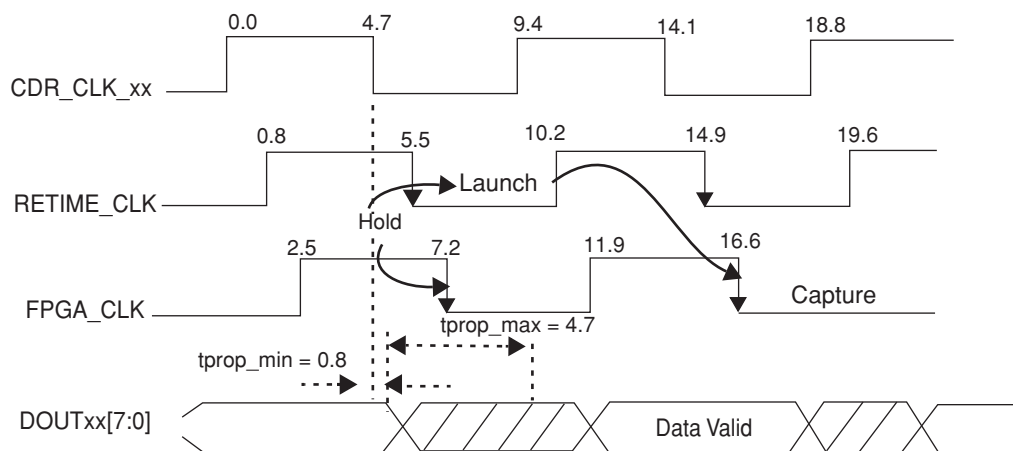 0.0 4.7 9.4 14.1 18.8
CDR_CLK_xx
0.8 5.5 10.2 14.9 19.6
RETIME_CLK
Launch
Hold
2.5 7.2 11.9 16.6
FPGA_CLK
Capture
tprop_max = 4.7
tprop_min = 0.8
DOUTxx[7:0]
Data Valid